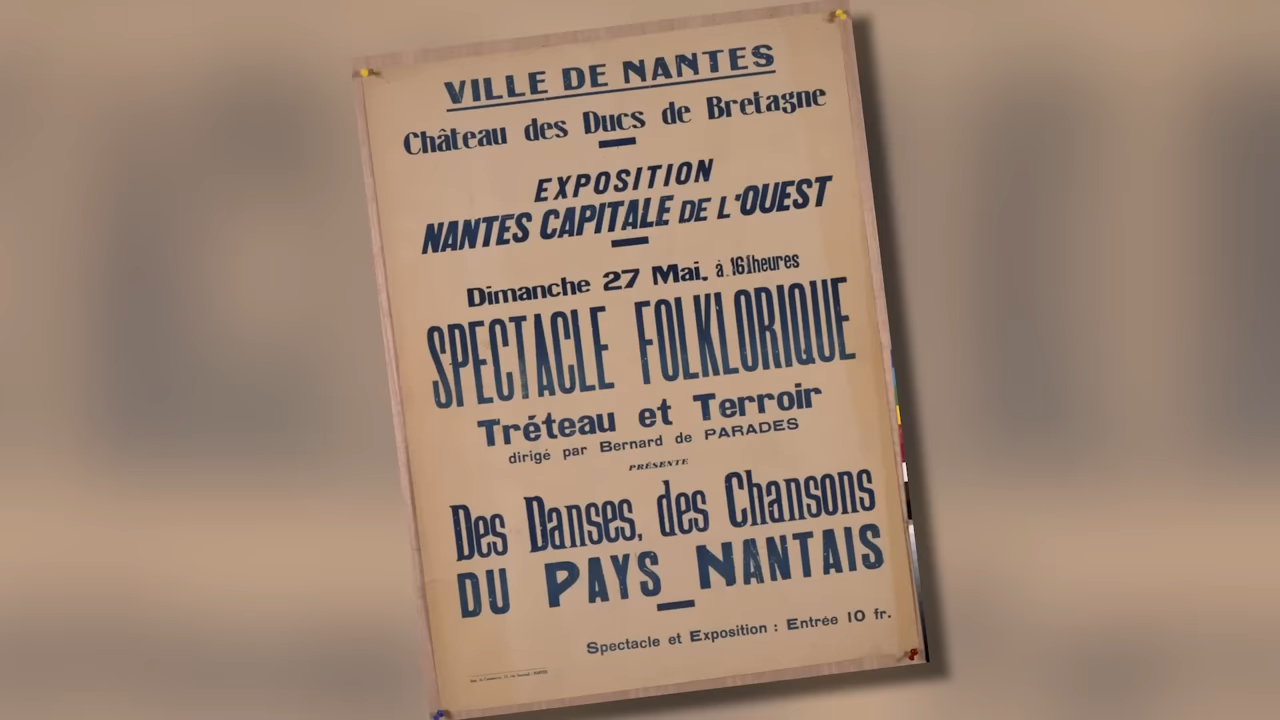 VILLE DE NANTES
Château des Ducs de Bretagne
EXPOSITION
NANTES CAPITALE DE L'OUEST
Dimanche 27 Mai, à 16 heures
SPECTACLE FOLKLORIQUE
Tréteau et Terroir
dirigé par Bernard de PARADES
PRÉSENTE
Des Danses, des Chansons
DU PAYS NANTAIS
Spectacle et Exposition : Entrée 10 fr.